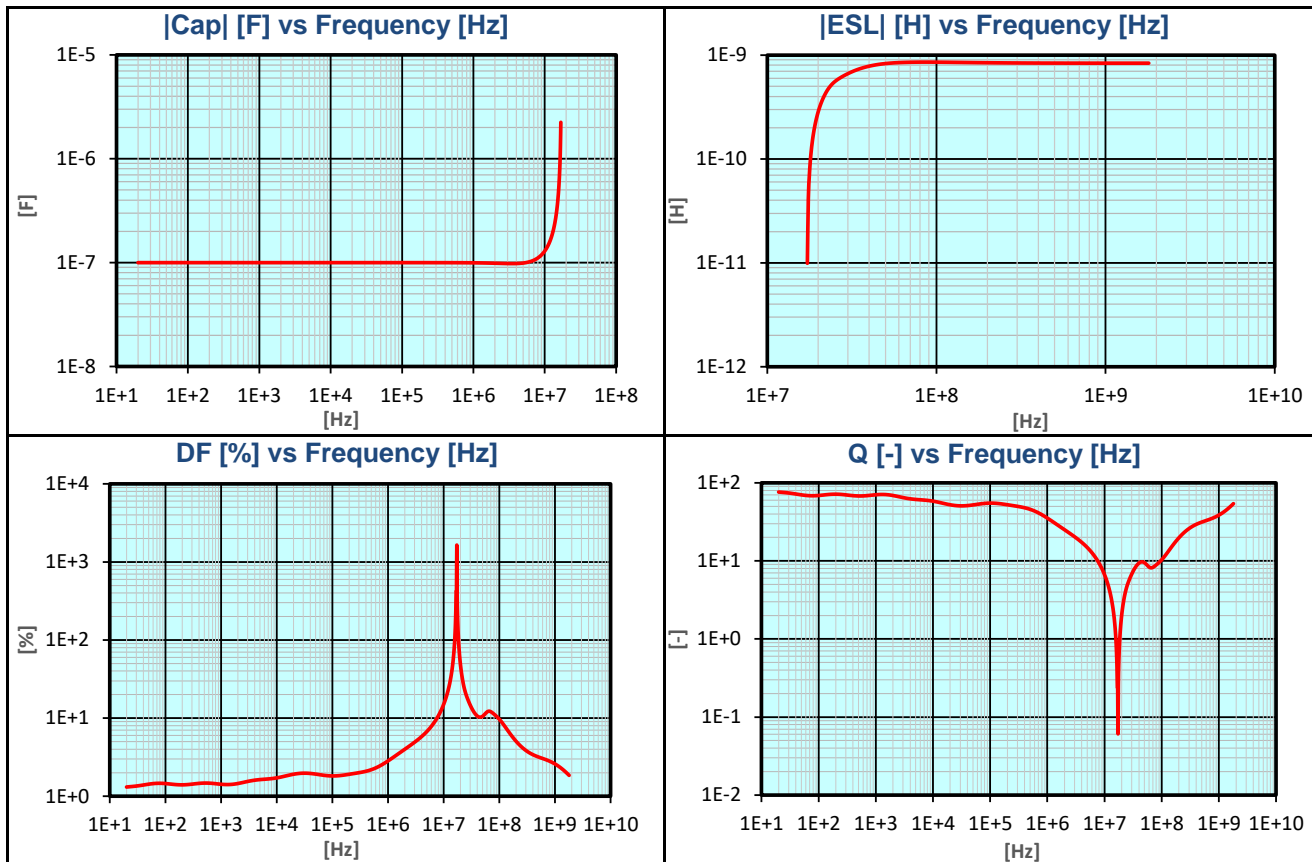 |Cap| [F] vs Frequency [Hz]
1E-5
1E-6
1E-7
1E-8
[F]
1E+1 1E+2 1E+3 1E+4 1E+5 1E+6 1E+7 1E+8
[Hz]
|ESL| [H] vs Frequency [Hz]
1E-9
1E-10
1E-11
1E-12
[H]
1E+7 1E+8 1E+9 1E+10
[Hz]
DF [%] vs Frequency [Hz]
1E+4
1E+3
1E+2
1E+1
1E+0
[%]
1E+1 1E+2 1E+3 1E+4 1E+5 1E+6 1E+7 1E+8 1E+9 1E+10
[Hz]
Q [-] vs Frequency [Hz]
1E+2
1E+1
1E+0
1E-1
1E-2
[-]
1E+1 1E+2 1E+3 1E+4 1E+5 1E+6 1E+7 1E+8 1E+9 1E+10
[Hz]